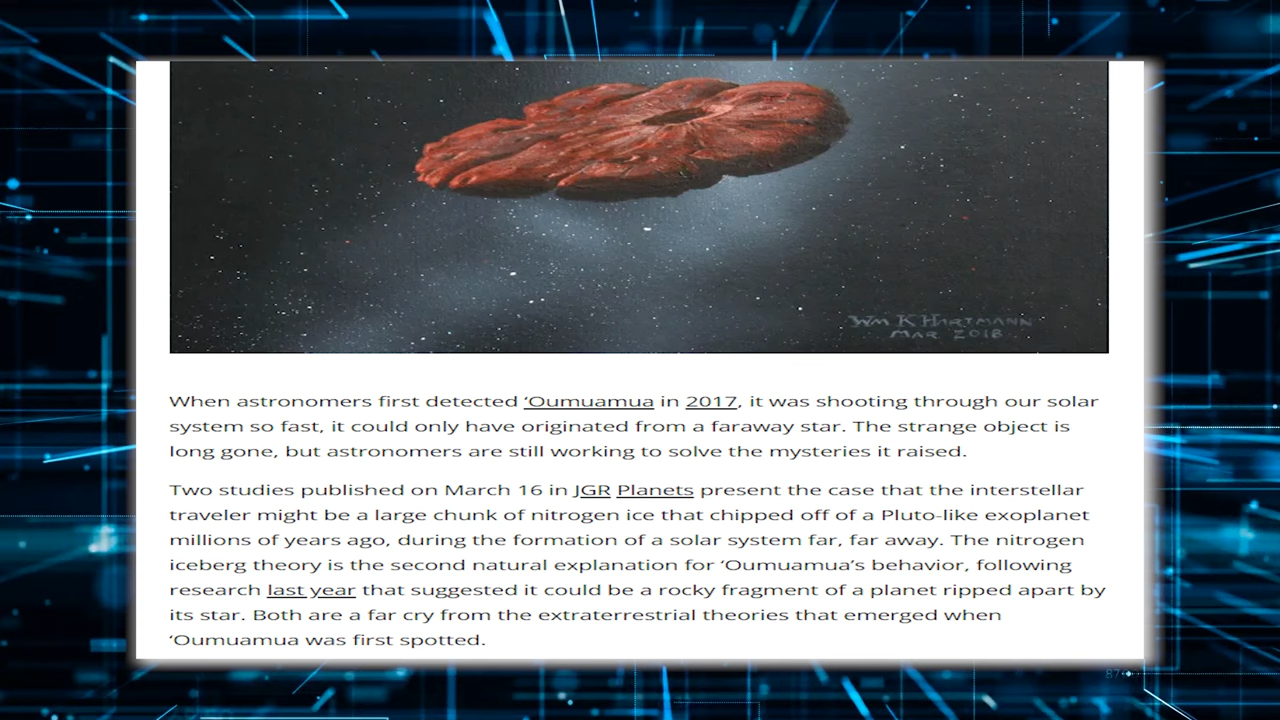 Wm K Hartmann
Mar 2018
When astronomers first detected ‘Oumuamua in 2017, it was shooting through our solar
system so fast, it could only have originated from a faraway star. The strange object is
long gone, but astronomers are still working to solve the mysteries it raised.
Two studies published on March 16 in JGR Planets present the case that the interstellar
traveler might be a large chunk of nitrogen ice that chipped off of a Pluto-like exoplanet
millions of years ago, during the formation of a solar system far, far away. The nitrogen
iceberg theory is the second natural explanation for ‘Oumuamua’s behavior, following
research last year that suggested it could be a rocky fragment of a planet ripped apart by
its star. Both are a far cry from the extraterrestrial theories that emerged when
‘Oumuamua was first spotted.
87